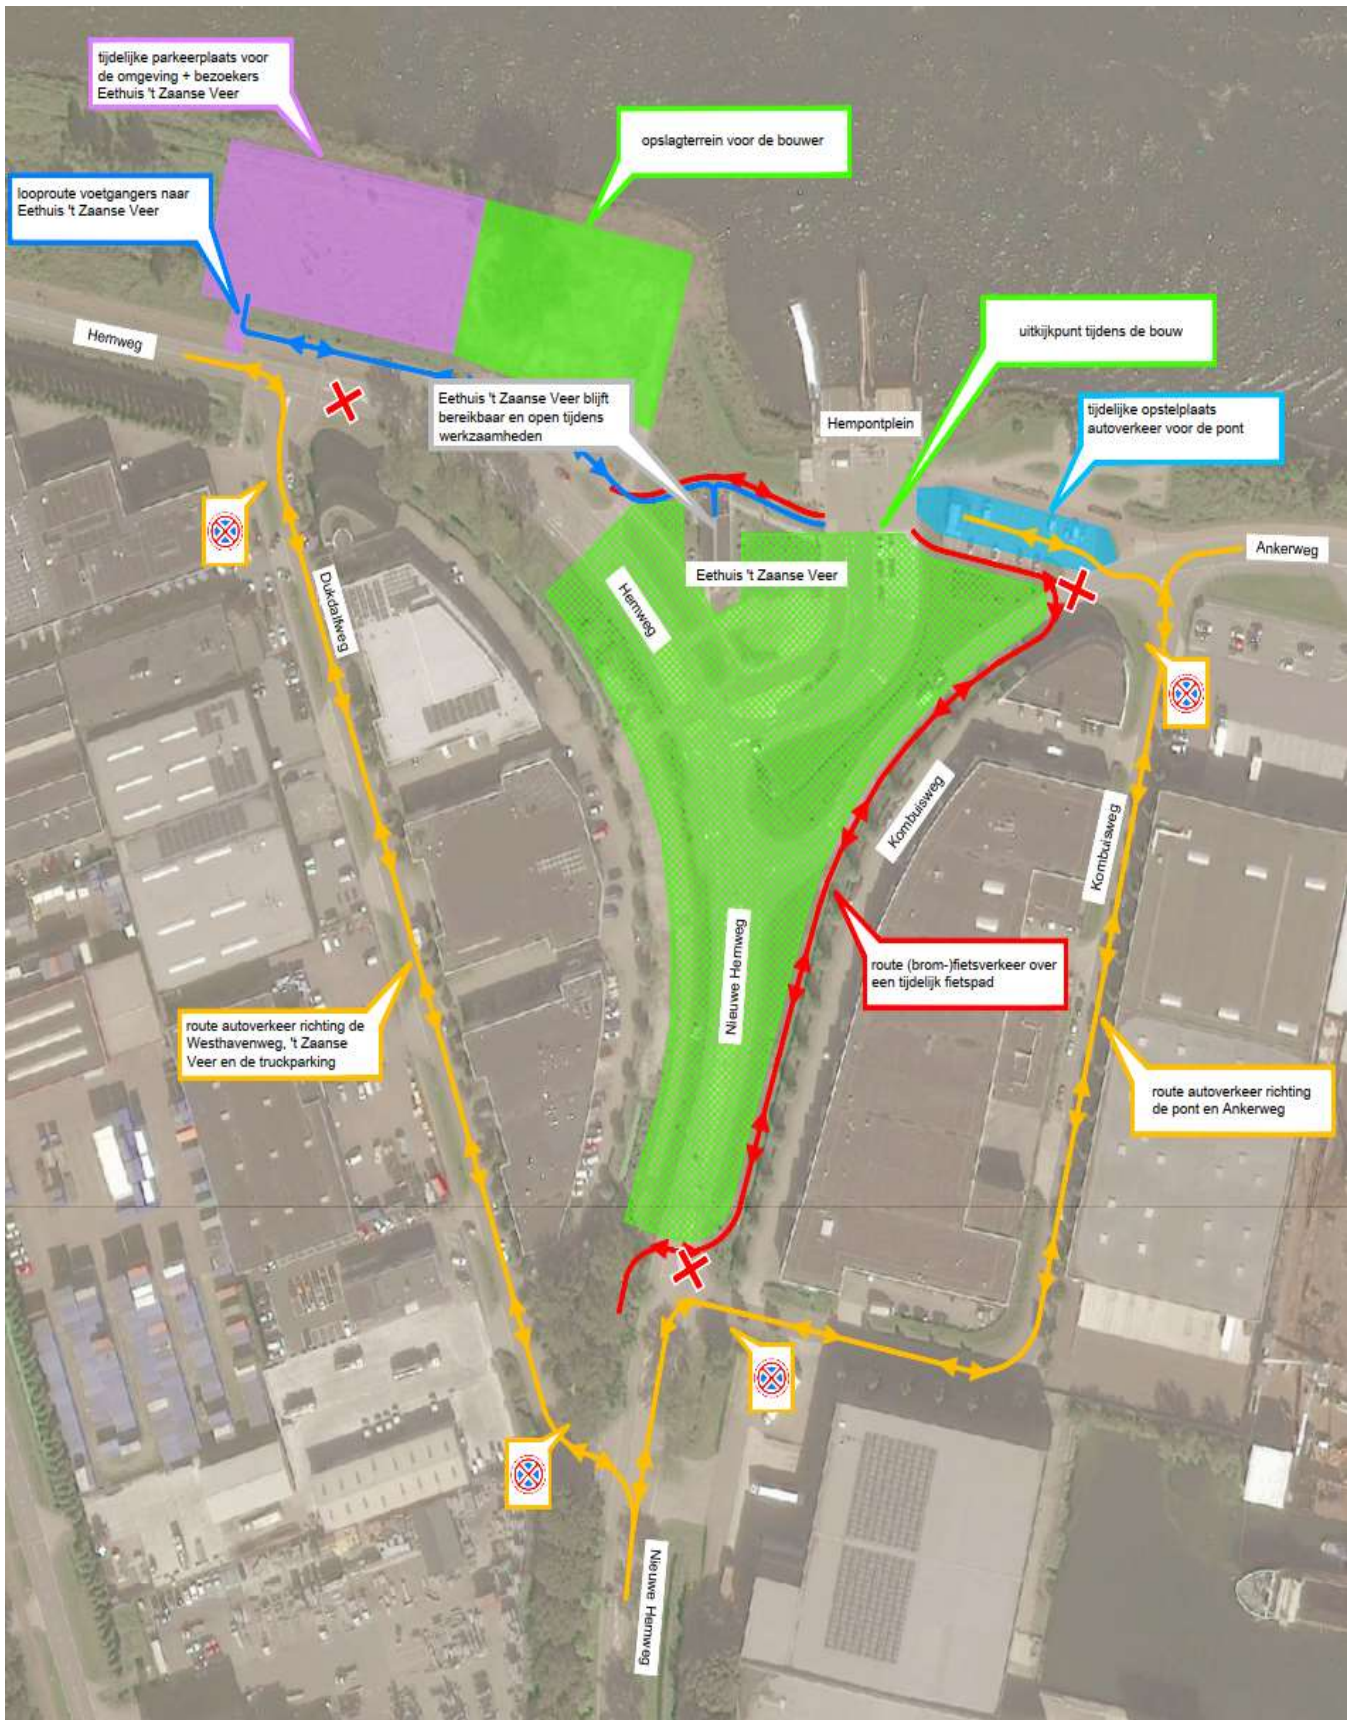 tijdelijke parkeerplaats voor
de omgeving + bezoekers
Eethuis 't Zaanse Veer
opslagterrein voor de bouwer
looproute voetgangers naar
Eethuis 't Zaanse Veer
uitkijkpunt tijdens de bouw
Hemweg
Eethuis 't Zaanse Veer blijft
bereikbaar en open tijdens
werkzaamheden
Hempontplein
tijdelijke opstelplaats
autoverkeer voor de pont
Ankerweg
Eethuis 't Zaanse Veer
Hemweg
Dukdalfweg
Kombuisweg
Kombuisweg
Nieuwe Hemweg
route (brom-)fietsverkeer over
een tijdelijk fietspad
route autoverkeer richting de
Westhavenweg, 't Zaanse
Veer en de truckparking
route autoverkeer richting
de pont en Ankerweg
Nieuwe Hemweg